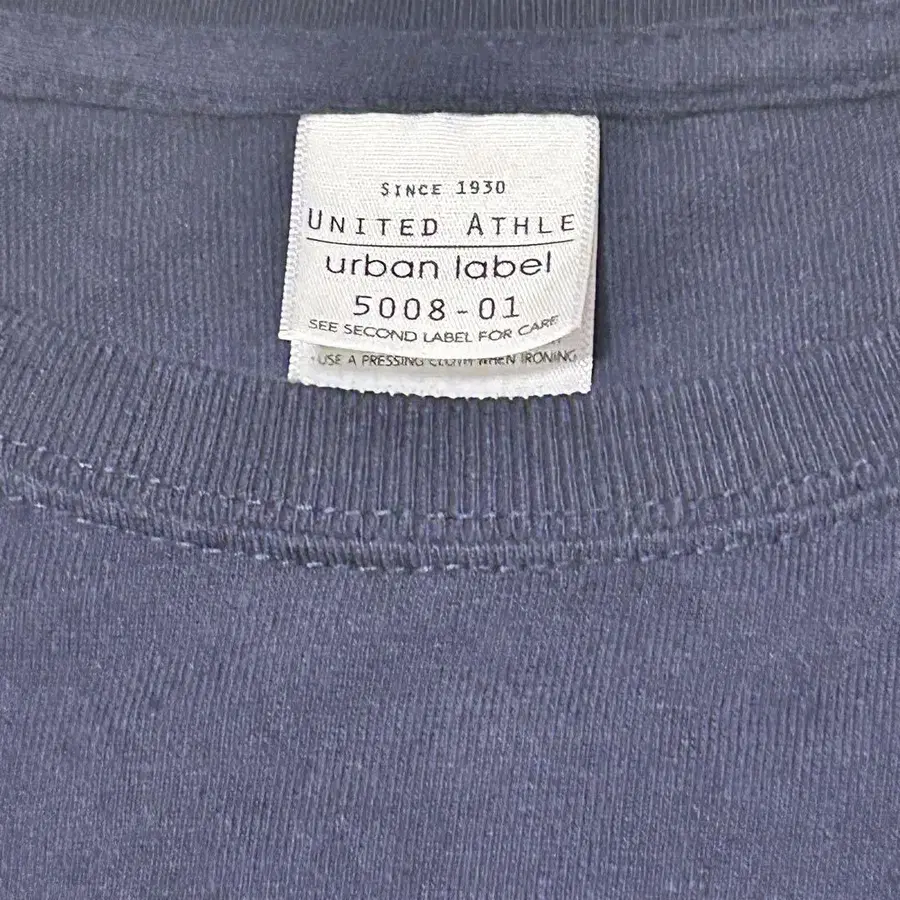 SINCE 1930
UNITED ATHLE
urban label
5008-01
SEE SECOND LABEL FOR CARE
·USE A PRESSING CLOTH WHEN IRONING